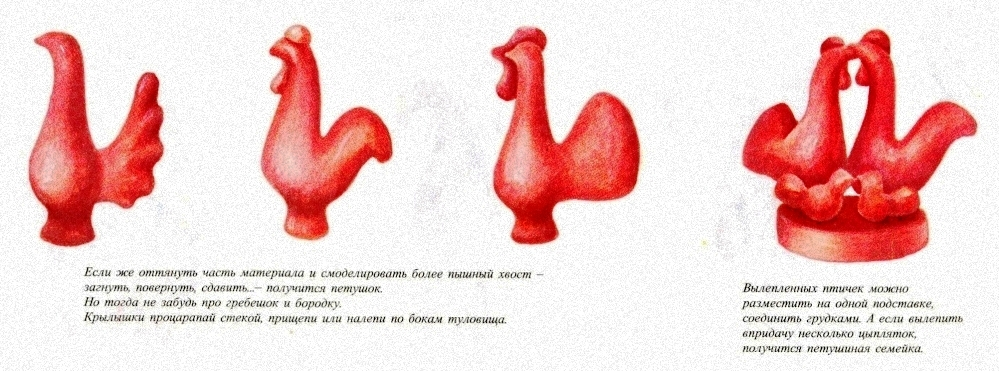 Если же оттянуть часть материала и смоделировать более пышный хвост –
загнуть, повернуть, сдавить...– получится петушок.
Но тогда не забудь про гребешок и бородку.
Крылышки процарапай стекой, прищепи или налепи по бокам туловища.
Вылепленных птичек можно
разместить на одной подставке,
соединить грудками. А если вылепить
впридачу несколько цыпляток,
получится петушиная семейка.